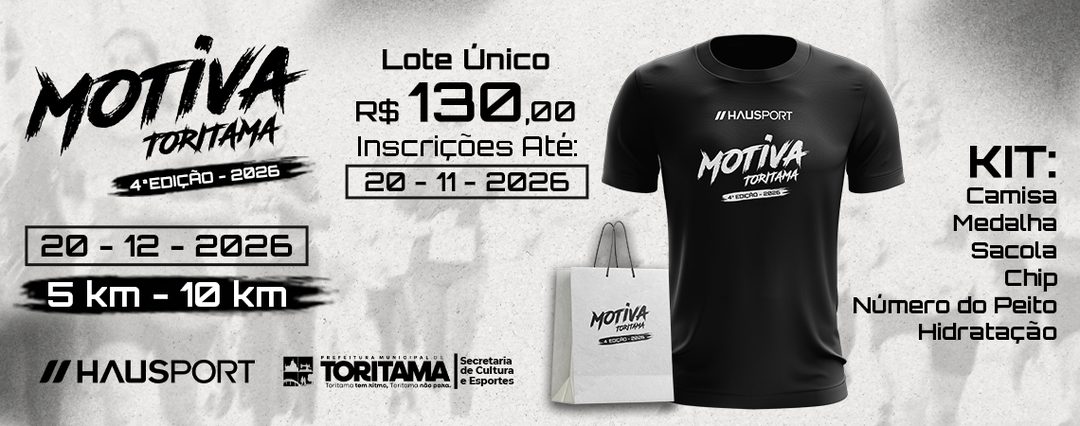 MOTIVA
TORITAMA
4ª EDIÇÃO - 2026
20 - 12 - 2026
5 km - 10 km
HAUSPORT
PREFEITURA MUNICIPAL DE
TORITAMA
Toritama tem ritmo, Toritama não para.
Secretaria
de Cultura
e Esportes
Lote Único
R$ 130,00
Inscrições Até:
20 - 11 - 2026
MOTIVA
TORITAMA
4ª EDIÇÃO - 2026
HAUSPORT
MOTIVA
TORITAMA
4ª EDIÇÃO - 2026
KIT:
Camisa
Medalha
Sacola
Chip
Número do Peito
Hidratação